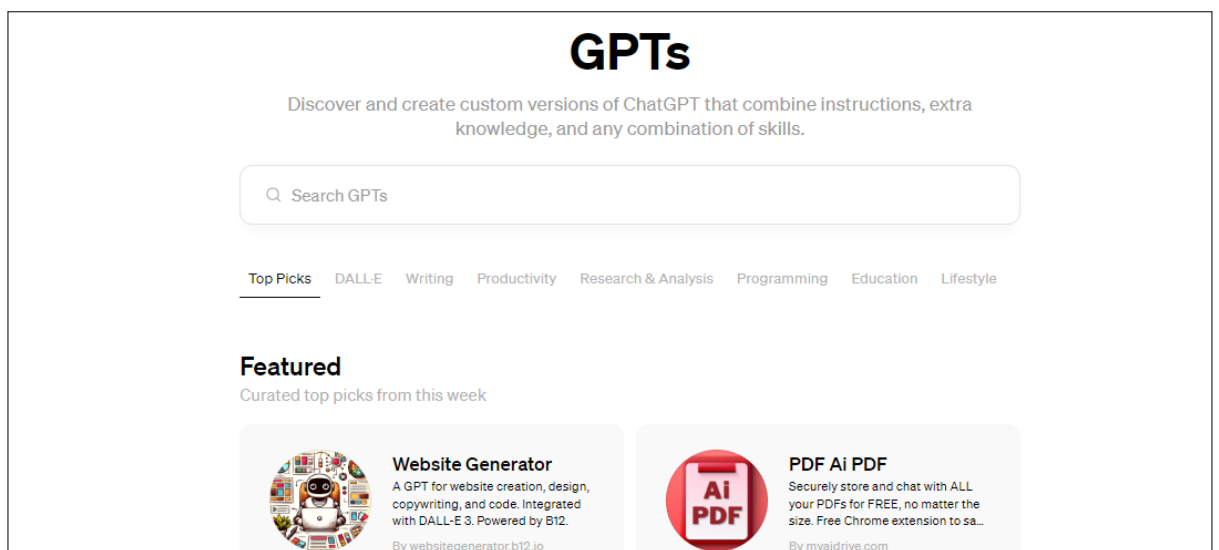 GPTs
Discover and create custom versions of ChatGPT that combine instructions, extra
knowledge, and any combination of skills.
Search GPTs
Top Picks DALL·E Writing Productivity Research & Analysis Programming Education Lifestyle
Featured
Curated top picks from this week
Website Generator
A GPT for website creation, design,
copywriting, and code. Integrated
with DALL-E 3. Powered by B12.
By websitegenerator.b12.io
Ai
PDF
PDF Ai PDF
Securely store and chat with ALL
your PDFs for FREE, no matter the
size. Free Chrome extension to sa...
By myaidrive.com